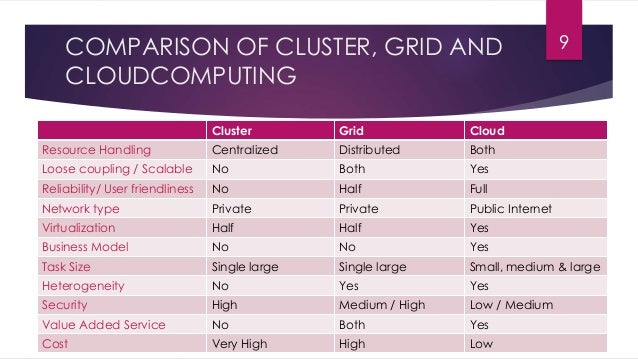 COMPARISON OF CLUSTER, GRID AND
CLOUDCOMPUTING
9
Cluster Grid Cloud
Resource Handling Centralized Distributed Both
Loose coupling / Scalable No Both Yes
Reliability/ User friendliness No Half Full
Network type Private Private Public Internet
Virtualization Half Half Yes
Business Model No No Yes
Task Size Single large Single large Small, medium & large
Heterogeneity No Yes Yes
Security High Medium / High Low / Medium
Value Added Service No Both Yes
Cost Very High High Low